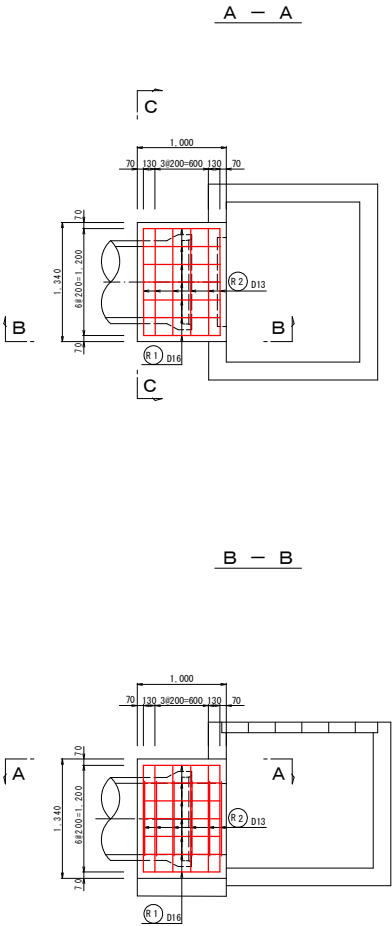 A － A
C
1,000
70 130 3@200=600 130 70
70
6@200=1,200
1,340
70
R2 D13
B
B
R1 D16
C
B － B
1,000
70 130 3@200=600 130 70
A
A
70
6@200=1,200
1,340
70
R2 D13
R1 D16